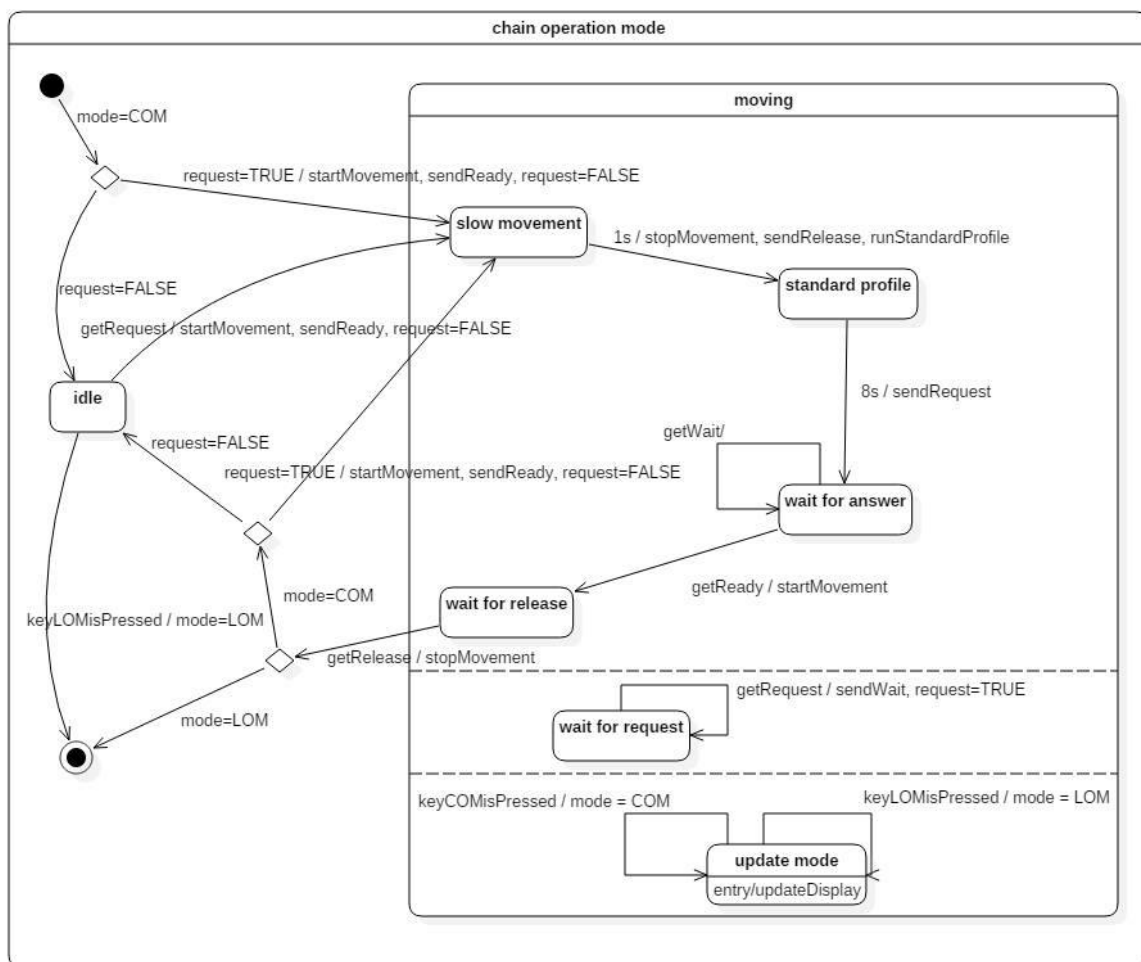 chain operation mode
mode=COM
moving
request=TRUE / startMovement, sendReady, request=FALSE
slow movement
1s / stopMovement, sendRelease, runStandardProfile
standard profile
request=FALSE
getRequest / startMovement, sendReady, request=FALSE
idle
8s / sendRequest
getWait/
request=FALSE
request=TRUE / startMovement, sendReady, request=FALSE
wait for answer
getReady / startMovement
mode=COM
wait for release
keyLOMisPressed / mode=LOM
getRelease / stopMovement
getRequest / sendWait, request=TRUE
mode=LOM
wait for request
keyCOMisPressed / mode = COM
keyLOMisPressed / mode = LOM
update mode
entry/updateDisplay